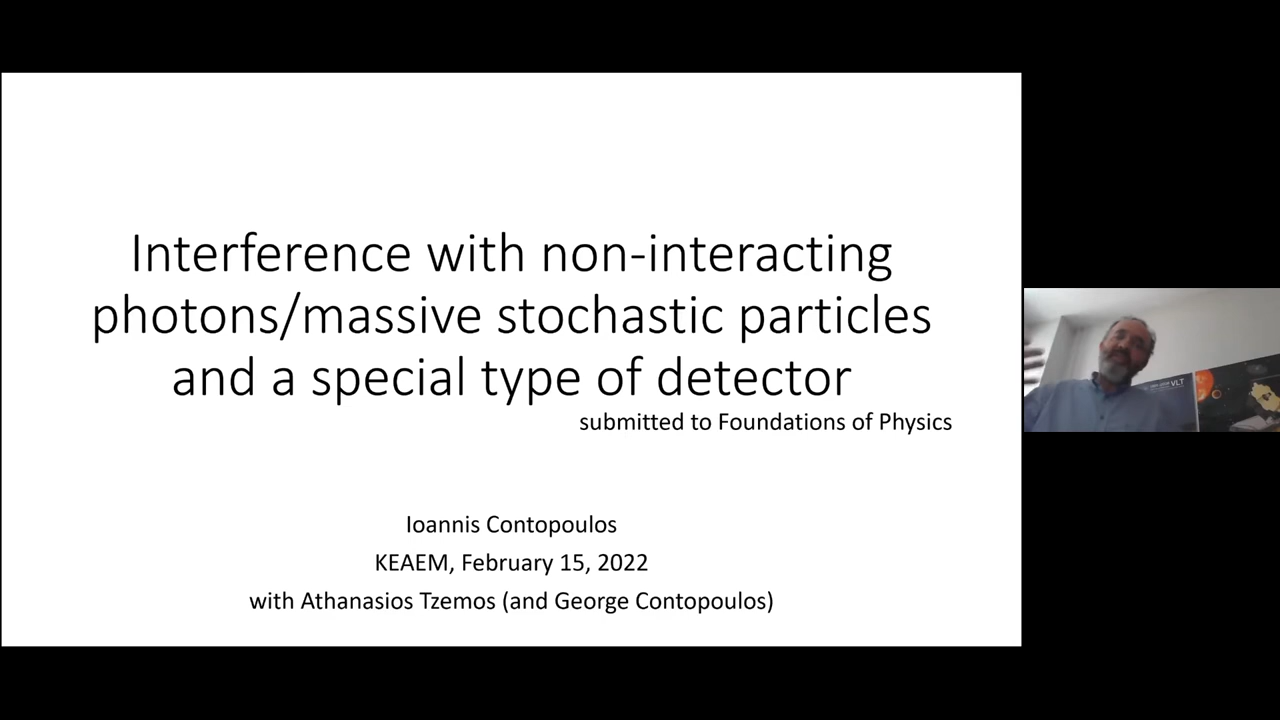 Interference with non-interacting
photons/massive stochastic particles
and a special type of detector
submitted to Foundations of Physics
Ioannis Contopoulos
KEAEM, February 15, 2022
with Athanasios Tzemos (and George Contopoulos)
VLT